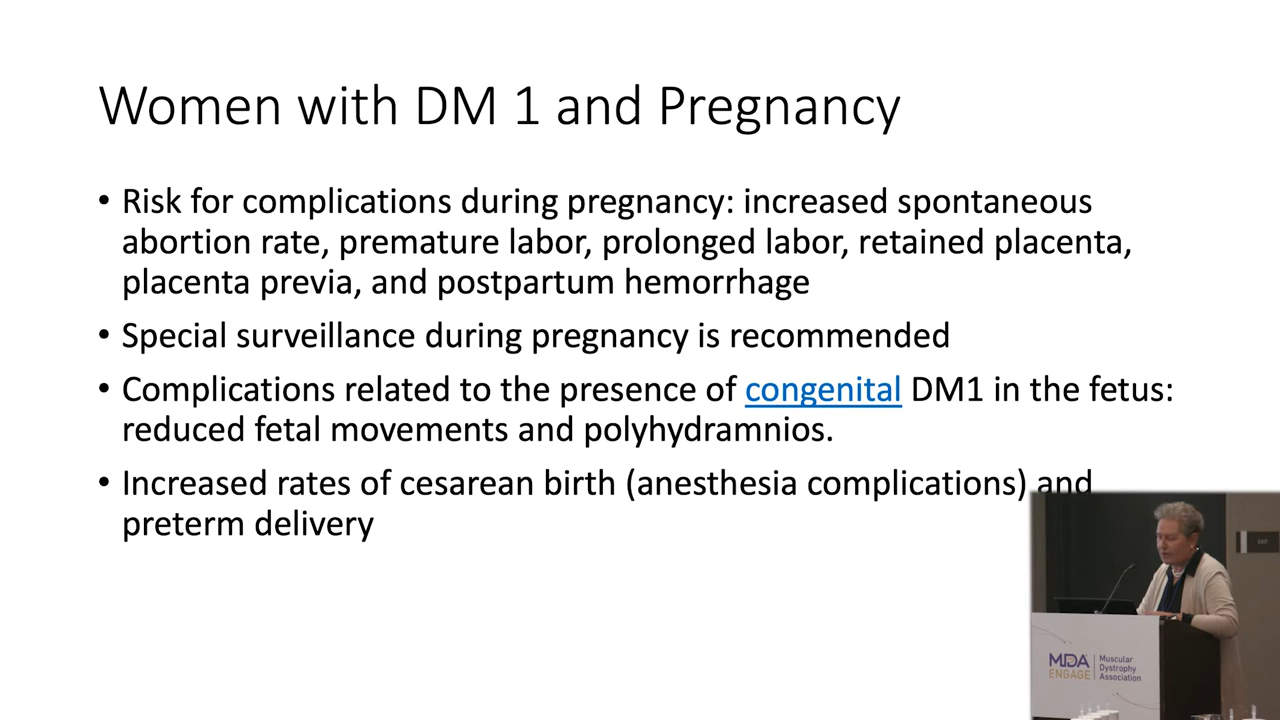 Women with DM 1 and Pregnancy
• Risk for complications during pregnancy: increased spontaneous
abortion rate, premature labor, prolonged labor, retained placenta,
placenta previa, and postpartum hemorrhage
• Special surveillance during pregnancy is recommended
• Complications related to the presence of congenital DM1 in the fetus:
reduced fetal movements and polyhydramnios.
• Increased rates of cesarean birth (anesthesia complications) and
preterm delivery
MDA
ENGAGE
Muscular
Dystrophy
Association